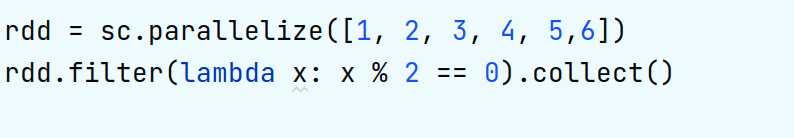 rdd = sc.parallelize([1, 2, 3, 4, 5,6])
rdd.filter(lambda x: x % 2 == 0).collect()